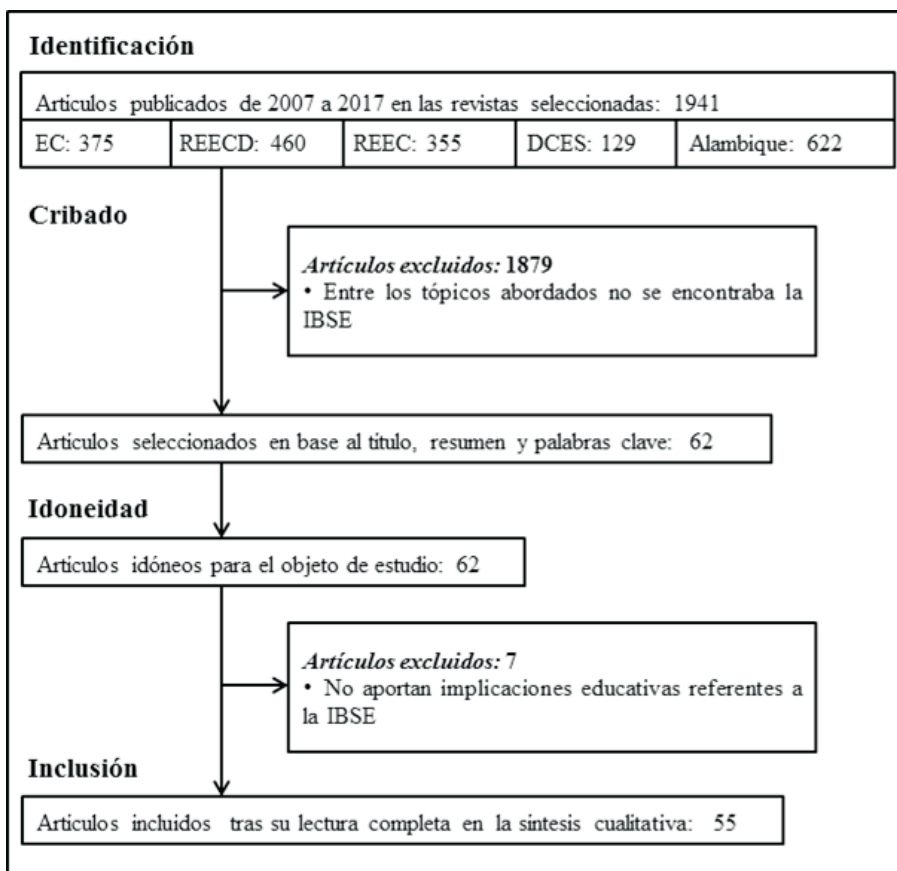 Identificación
Artículos publicados de 2007 a 2017 en las revistas seleccionadas: 1941
EC: 375 REECD: 460 REEC: 355 DCES: 129 Alambique: 622
Cribado
Artículos excluidos: 1879
• Entre los tópicos abordados no se encontraba la
IBSE
Artículos seleccionados en base al título, resumen y palabras clave: 62
Idoneidad
Artículos idóneos para el objeto de estudio: 62
Artículos excluidos: 7
• No aportan implicaciones educativas referentes a
la IBSE
Inclusión
Artículos incluidos tras su lectura completa en la síntesis cualitativa: 55